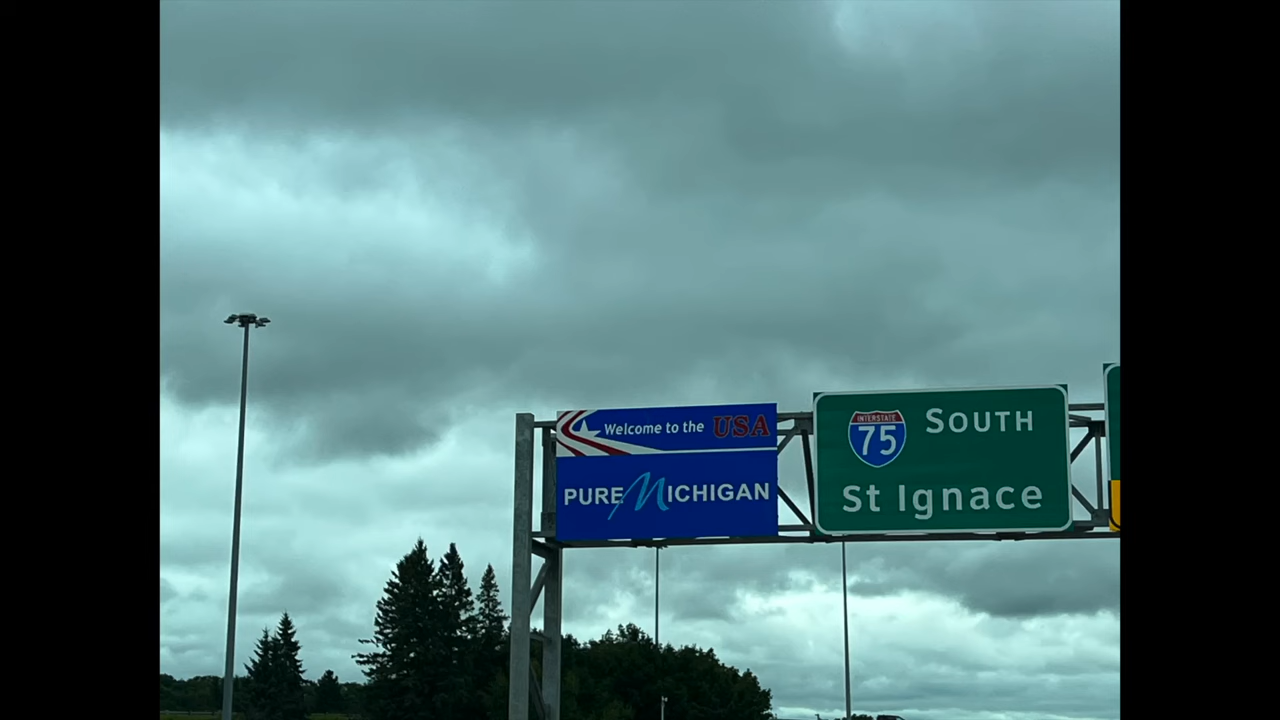 Welcome to the USA
PURE MICHIGAN
INTERSTATE
75 SOUTH
St Ignace